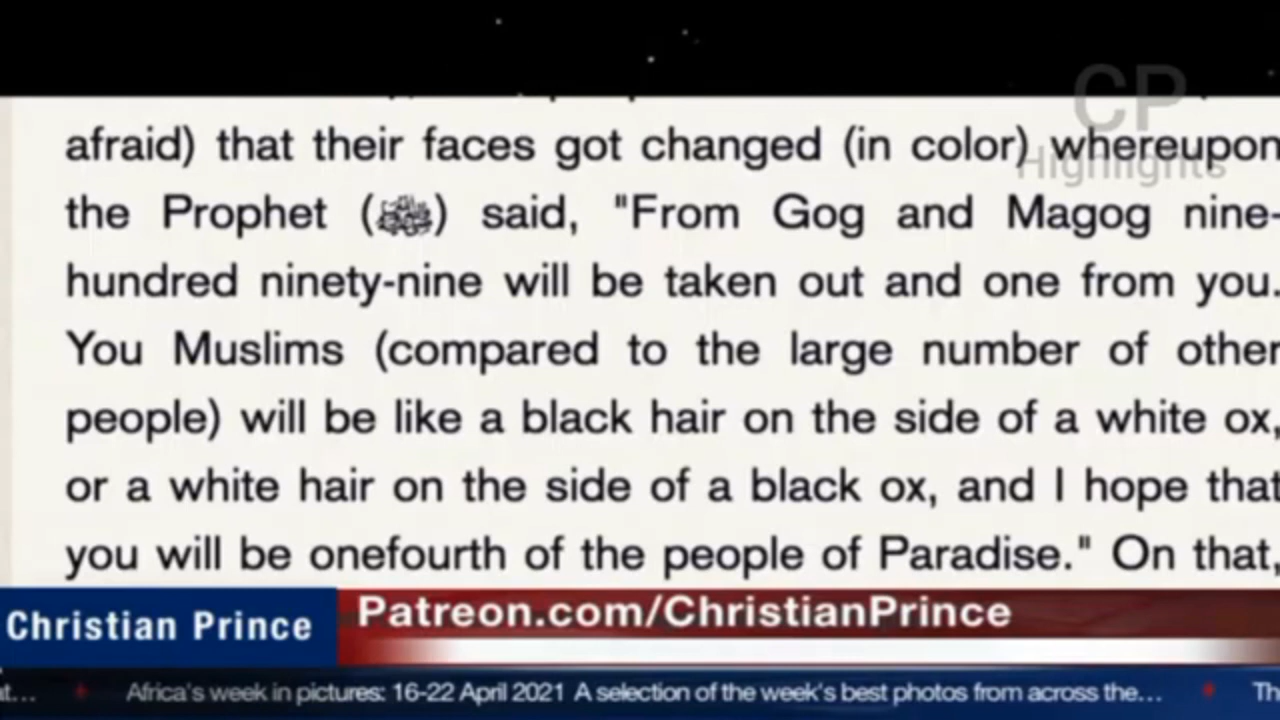 CP
Highlights
afraid) that their faces got changed (in color) whereupon
the Prophet (ﷺ) said, "From Gog and Magog nine-
hundred ninety-nine will be taken out and one from you.
You Muslims (compared to the large number of other
people) will be like a black hair on the side of a white ox,
or a white hair on the side of a black ox, and I hope that
you will be onefourth of the people of Paradise." On that,
Christian Prince
Patreon.com/ChristianPrince
at... Africa's week in pictures: 16-22 April 2021 A selection of the week's best photos from across the... Th